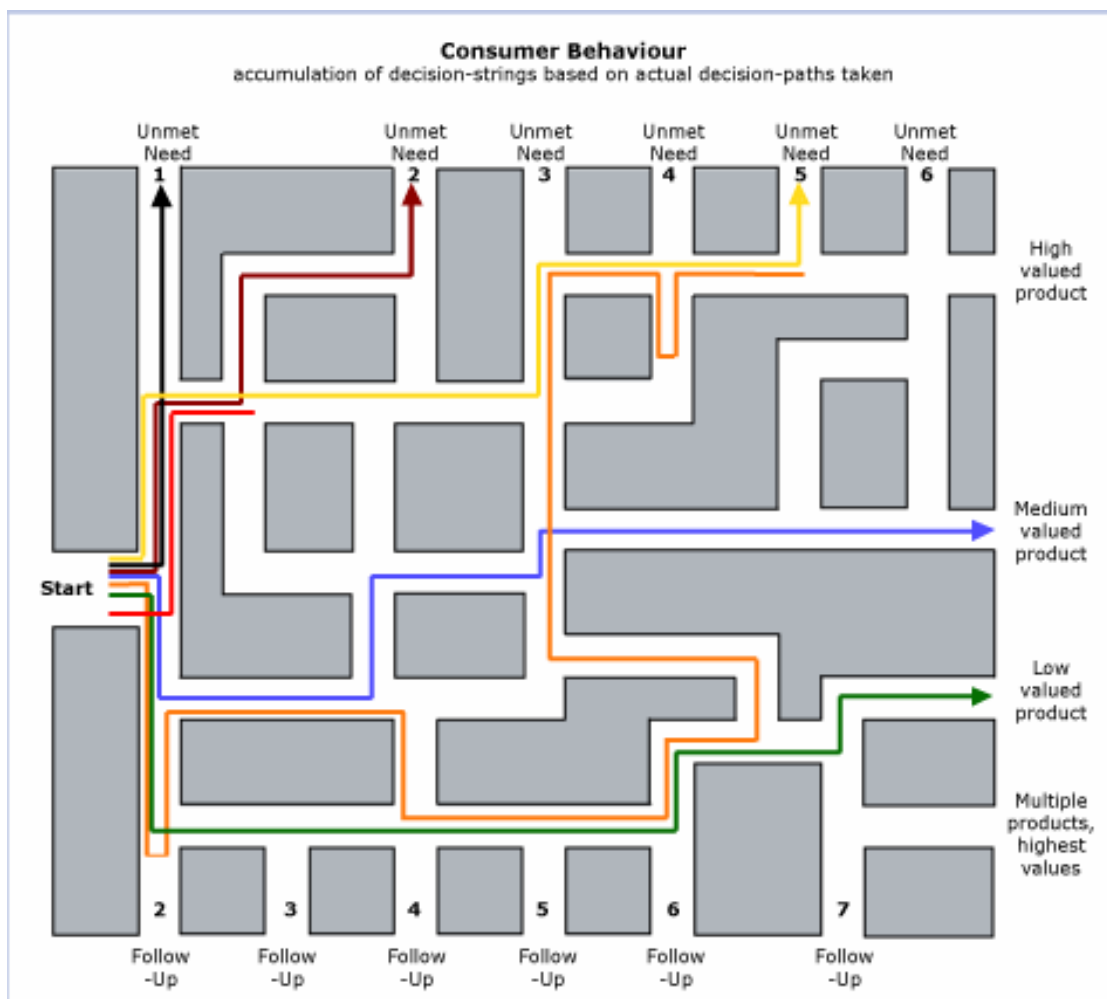 Consumer Behaviour
accumulation of decision-strings based on actual decision-paths taken
Unmet Need
Unmet Need
Unmet Need
Unmet Need
Unmet Need
Unmet Need
1
2
3
4
5
6
High
valued
product
Medium
valued
product
Start
Low
valued
product
Multiple
products,
highest
values
2
3
4
5
6
7
Follow
-Up
Follow
-Up
Follow
-Up
Follow
-Up
Follow
-Up
Follow
-Up